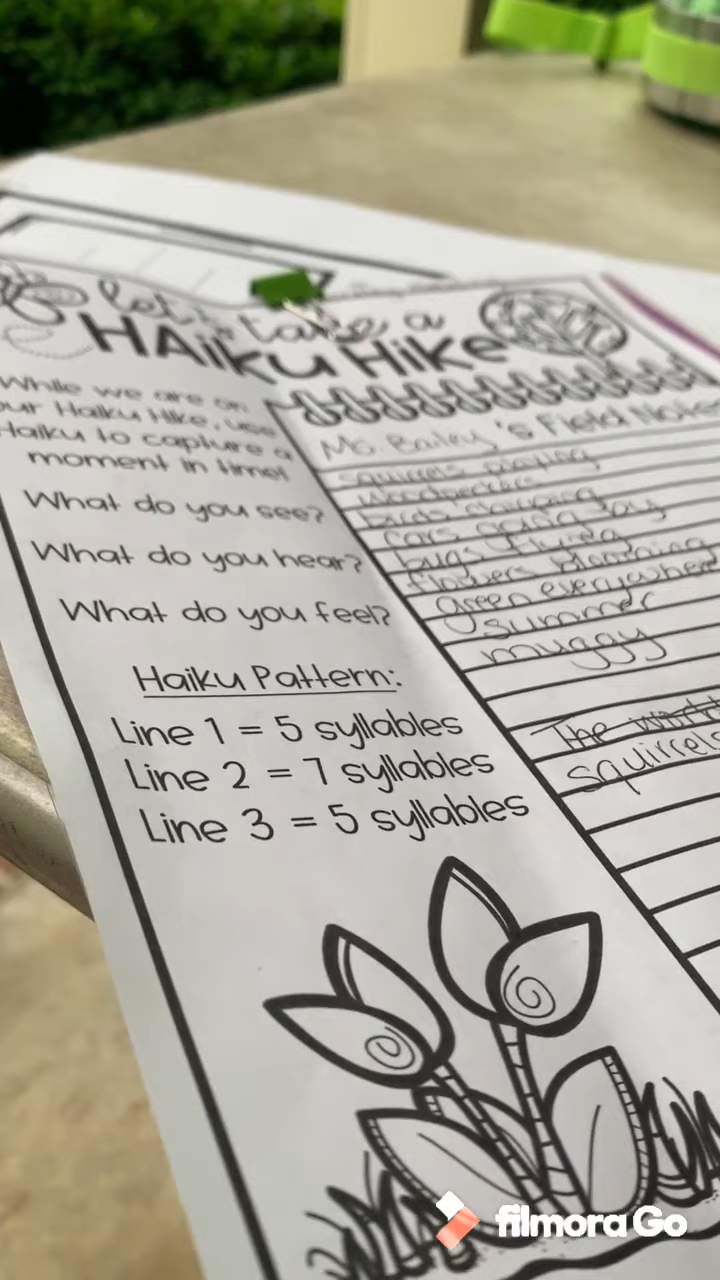 let's take a
HAiku Hike
While we are on
our Haiku Hike, use
Haiku to capture a
moment in time!
What do you see?
What do you hear?
What do you feel?
Haiku Pattern:
Line 1 = 5 syllables
Line 2 = 7 syllables
Line 3 = 5 syllables
Ms. Bailey's Field Notes
squirrels playing
woodpeckers
birds chirping
cars going by
bugs flying
flowers blooming
green everywhere
summer
muggy
The
squirrels
filmora Go